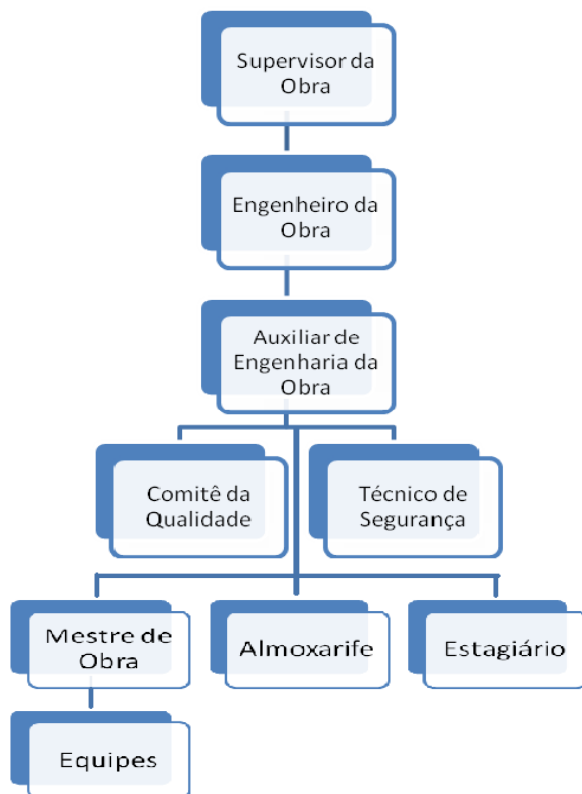 Supervisor da
Obra
Engenheiro da
Obra
Auxiliar de
Engenharia da
Obra
Comitê da
Qualidade
Técnico de
Segurança
Mestre de
Obra
Almoxarife
Estagiário
Equipes